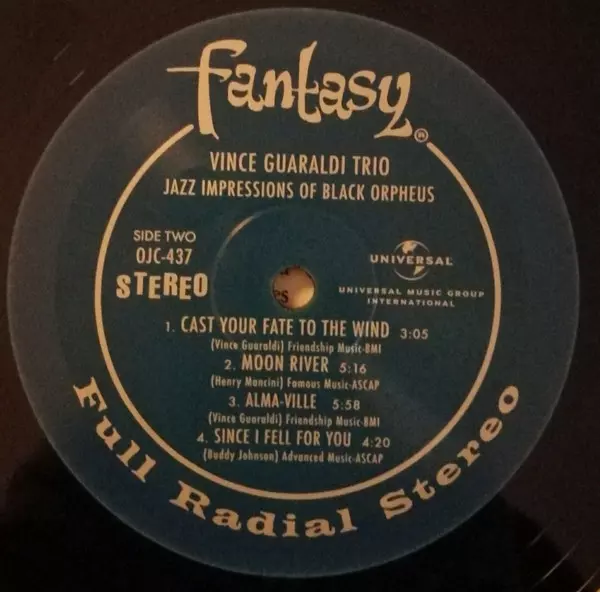 fantasy
VINCE GUARALDI TRIO
JAZZ IMPRESSIONS OF BLACK ORPHEUS
SIDE TWO
OJC-437
STEREO
UNIVERSAL
UNIVERSAL MUSIC GROUP
INTERNATIONAL
1. CAST YOUR FATE TO THE WIND 3:05
(Vince Guaraldi) Friendship Music-BMI
2. MOON RIVER 5:16
(Henry Mancini) Famous Music-ASCAP
3. ALMA-VILLE 5:58
(Vince Guaraldi) Friendship Music-BMI
4. SINCE I FELL FOR YOU 4:20
(Buddy Johnson) Advanced Music-ASCAP
Full Radial Stereo